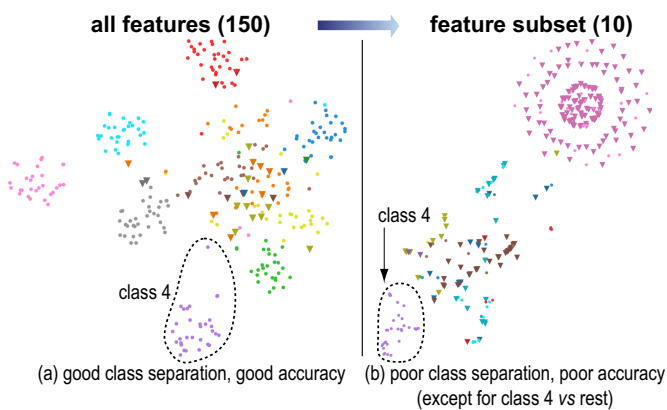 all features (150)
feature subset (10)
class 4
class 4
(a) good class separation, good accuracy
(b) poor class separation, poor accuracy
(except for class 4 vs rest)